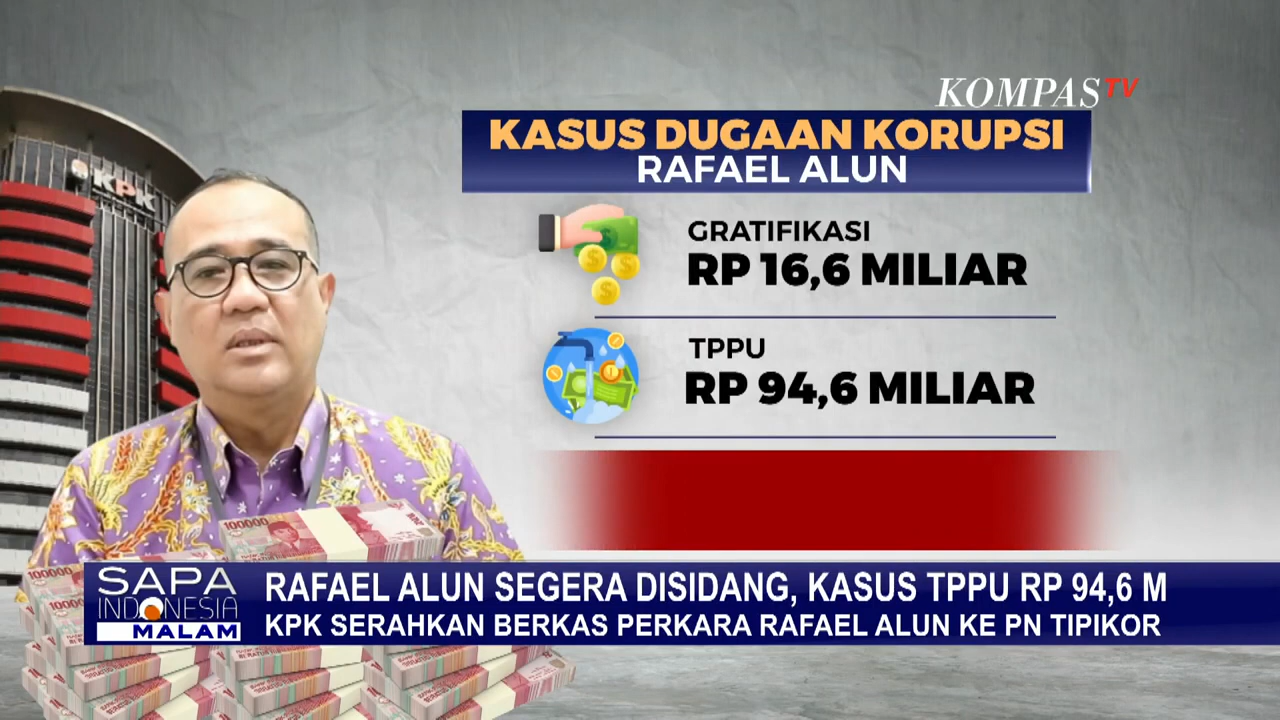 KOMPASTV
KASUS DUGAAN KORUPSI
RAFAEL ALUN
KPK
GRATIFIKASI
RP 16,6 MILIAR
TPPU
RP 94,6 MILIAR
100000
100000
SAPA
INDONESIA
MALAM
RAFAEL ALUN SEGERA DISIDANG, KASUS TPPU RP 94,6 M
KPK SERAHKAN BERKAS PERKARA RAFAEL ALUN KE PN TIPIKOR